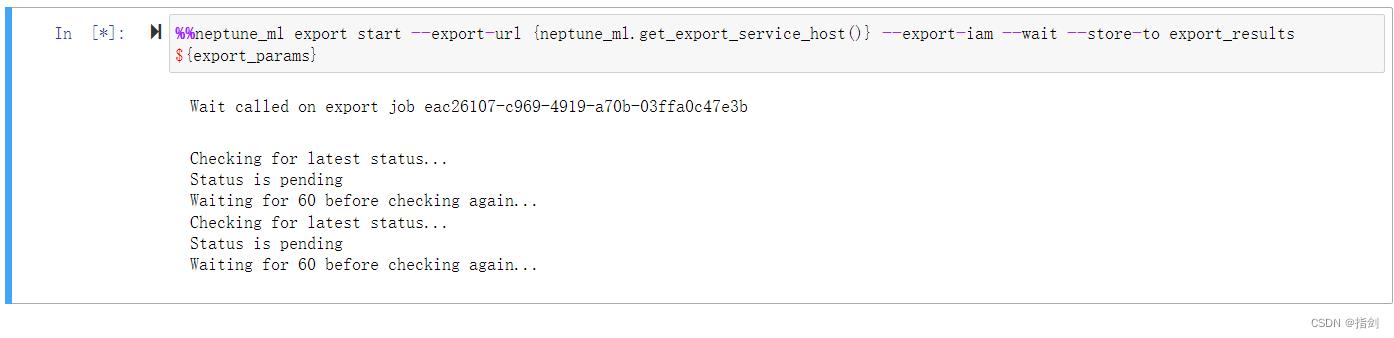 In [*]: %%neptune_ml export start --export-url {neptune_ml.get_export_service_host()} --export-iam --wait --store-to export_results
${export_params}
Wait called on export job eac26107-c969-4919-a70b-03ffa0c47e3b
Checking for latest status...
Status is pending
Waiting for 60 before checking again...
Checking for latest status...
Status is pending
Waiting for 60 before checking again...
CSDN @指剑